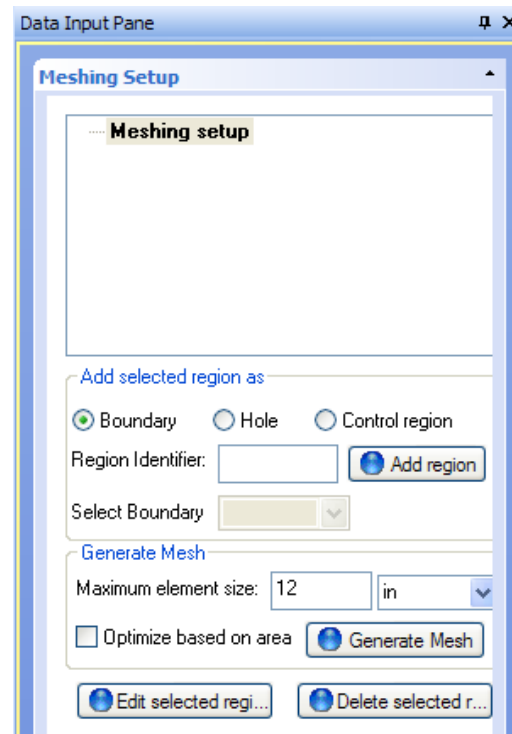 Data Input Pane
Meshing Setup
Meshing setup
Add selected region as
Boundary Hole Control region
Region Identifier: Add region
Select Boundary
Generate Mesh
Maximum element size: 12 in
Optimize based on area Generate Mesh
Edit selected regi... Delete selected r...